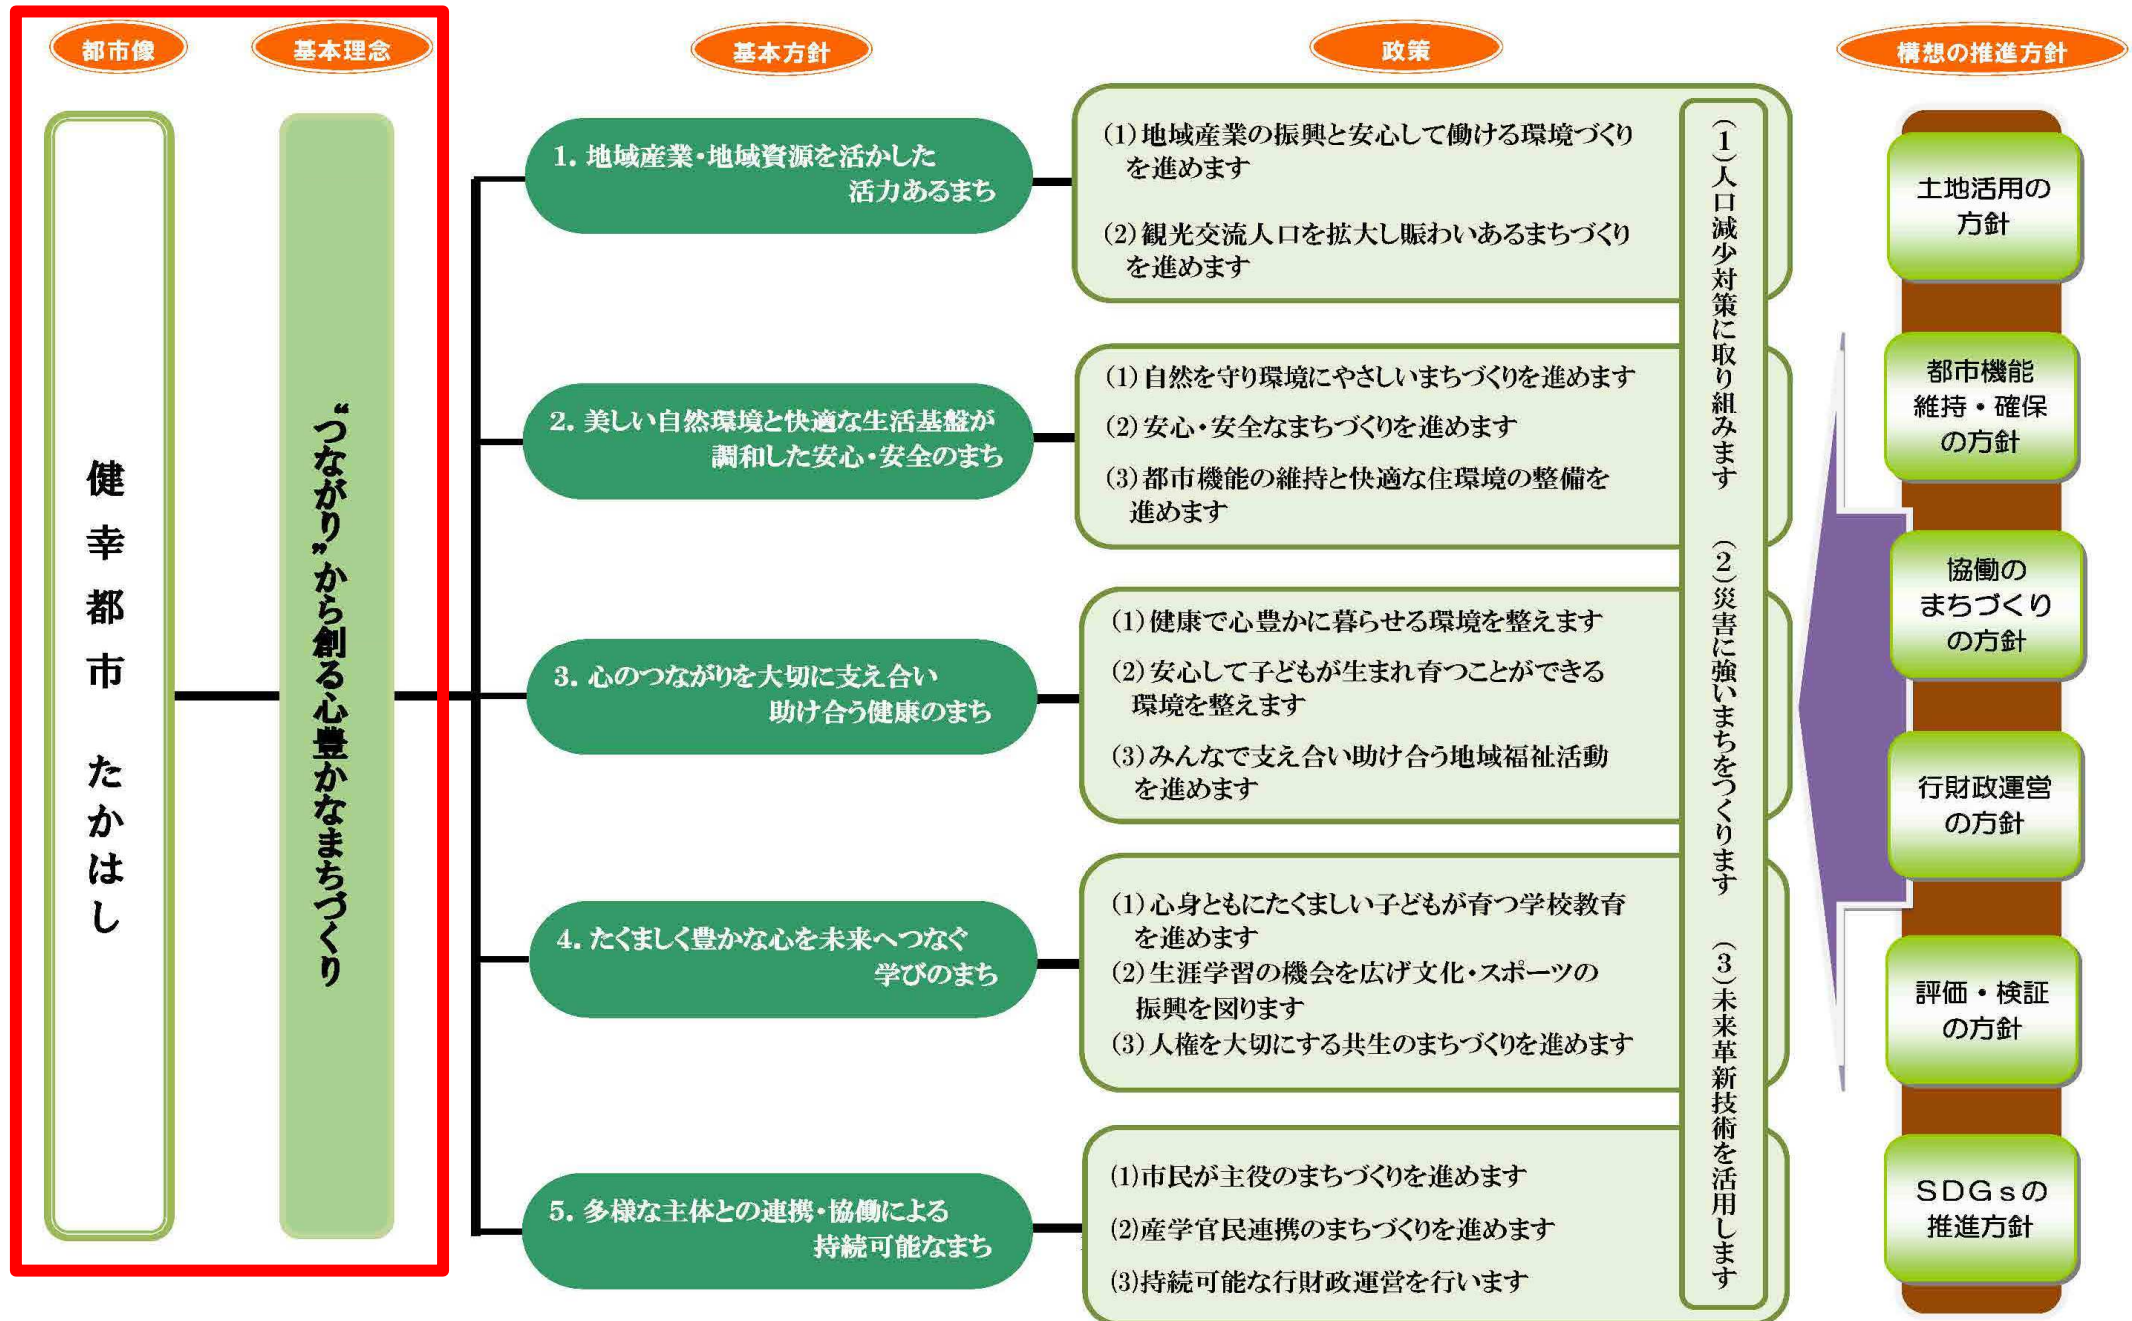 都市像
基本理念
基本方針
政策
構想の推進方針
健幸都市 たかはし
“つながり”から創る心豊かなまちづくり
1. 地域産業・地域資源を活かした
活力あるまち
(1)地域産業の振興と安心して働ける環境づくり
を進めます
(2)観光交流人口を拡大し賑わいあるまちづくり
を進めます
2. 美しい自然環境と快適な生活基盤が
調和した安心・安全のまち
(1)自然を守り環境にやさしいまちづくりを進めます
(2)安心・安全なまちづくりを進めます
(3)都市機能の維持と快適な住環境の整備を
進めます
3. 心のつながりを大切に支え合い
助け合う健康のまち
(1)健康で心豊かに暮らせる環境を整えます
(2)安心して子どもが生まれ育つことができる
環境を整えます
(3)みんなで支え合い助け合う地域福祉活動
を進めます
4. たくましく豊かな心を未来へつなぐ
学びのまち
(1)心身ともにたくましい子どもが育つ学校教育
を進めます
(2)生涯学習の機会を広げ文化・スポーツの
振興を図ります
(3)人権を大切にする共生のまちづくりを進めます
5. 多様な主体との連携・協働による
持続可能なまち
(1)市民が主役のまちづくりを進めます
(2)産学官民連携のまちづくりを進めます
(3)持続可能な行財政運営を行います
(1)人口減少対策に取り組みます (2)災害に強いまちをつくります (3)未来革新技術を活用します
土地活用の
方針
都市機能
維持・確保
の方針
協働の
まちづくり
の方針
行財政運営
の方針
評価・検証
の方針
SDGsの
推進方針